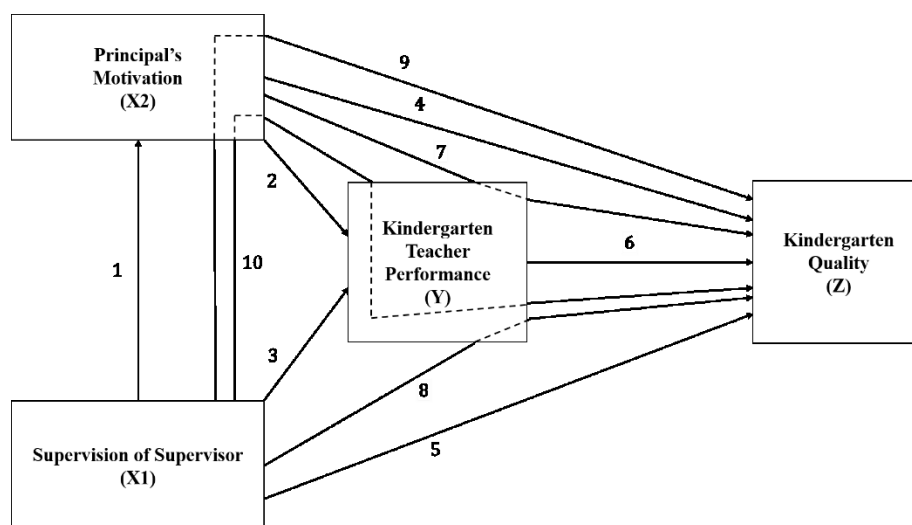 Principal's
Motivation
(X2)
9
4
7
2
Kindergarten
Teacher
Performance
(Y)
6
Kindergarten
Quality
(Z)
1
10
3
8
5
Supervision of Supervisor
(X1)